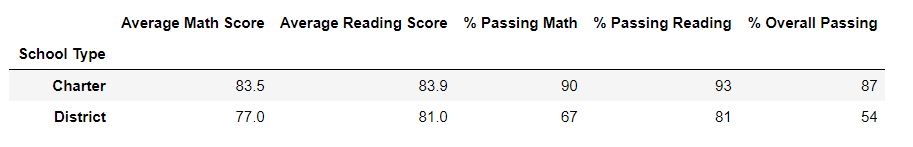 Average Math Score Average Reading Score % Passing Math % Passing Reading % Overall Passing
School Type
Charter 83.5 83.9 90 93 87
District 77.0 81.0 67 81 54